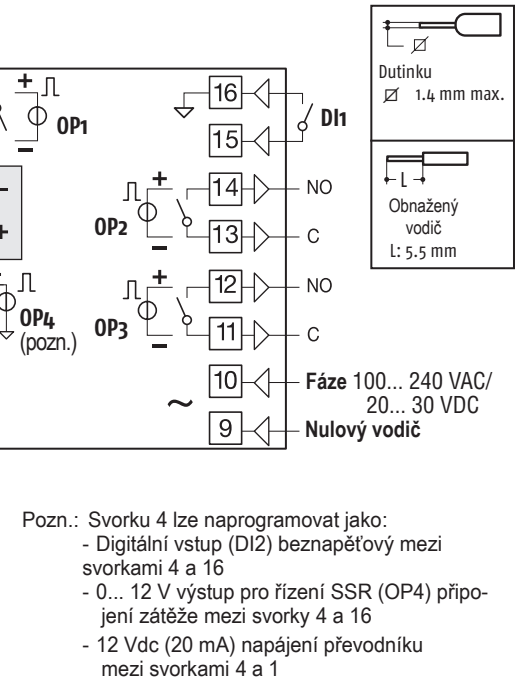 Dutinku
⌀ 1.4 mm max.
L
Obnažený
vodič
L: 5.5 mm
+
OP1
–
16
15
DI1
–
+
+
OP2
–
14
NO
13
C
OP4
(pozn.)
+
OP3
–
12
NO
11
C
10
Fáze 100... 240 VAC/
20... 30 VDC
~
9
Nulový vodič
Pozn.: Svorku 4 lze naprogramovat jako:
- Digitální vstup (DI2) beznapěťový mezi
svorkami 4 a 16
- 0... 12 V výstup pro řízení SSR (OP4) připo-
jení zátěže mezi svorky 4 a 16
- 12 Vdc (20 mA) napájení převodníku
mezi svorkami 4 a 1